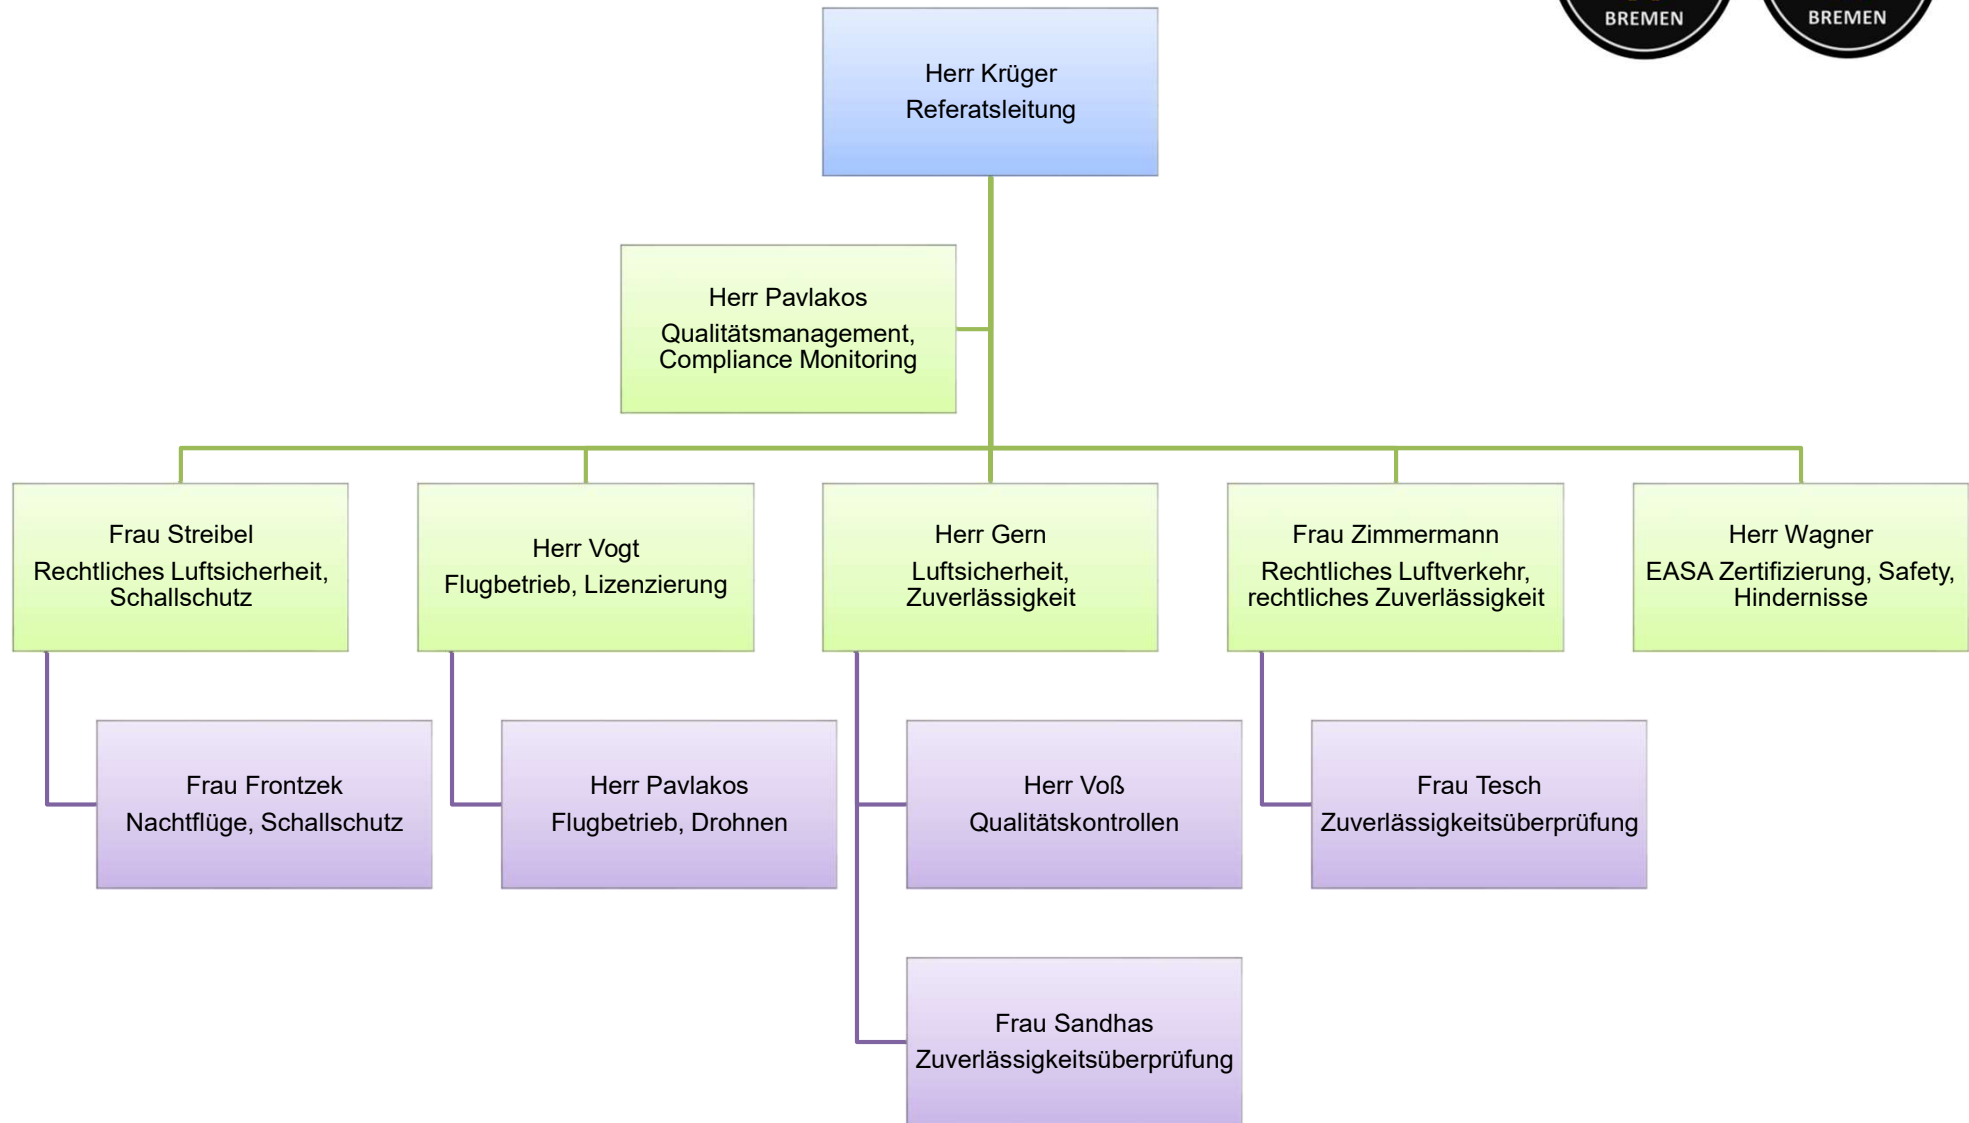 BREMEN
BREMEN
Herr Krüger
Referatsleitung
Herr Pavlakos
Qualitätsmanagement,
Compliance Monitoring
Frau Streibel
Rechtliches Luftsicherheit,
Schallschutz
Herr Vogt
Flugbetrieb, Lizenzierung
Herr Gern
Luftsicherheit,
Zuverlässigkeit
Frau Zimmermann
Rechtliches Luftverkehr,
rechtliches Zuverlässigkeit
Herr Wagner
EASA Zertifizierung, Safety,
Hindernisse
Frau Frontzek
Nachtflüge, Schallschutz
Herr Pavlakos
Flugbetrieb, Drohnen
Herr Voß
Qualitätskontrollen
Frau Tesch
Zuverlässigkeitsüberprüfung
Frau Sandhas
Zuverlässigkeitsüberprüfung